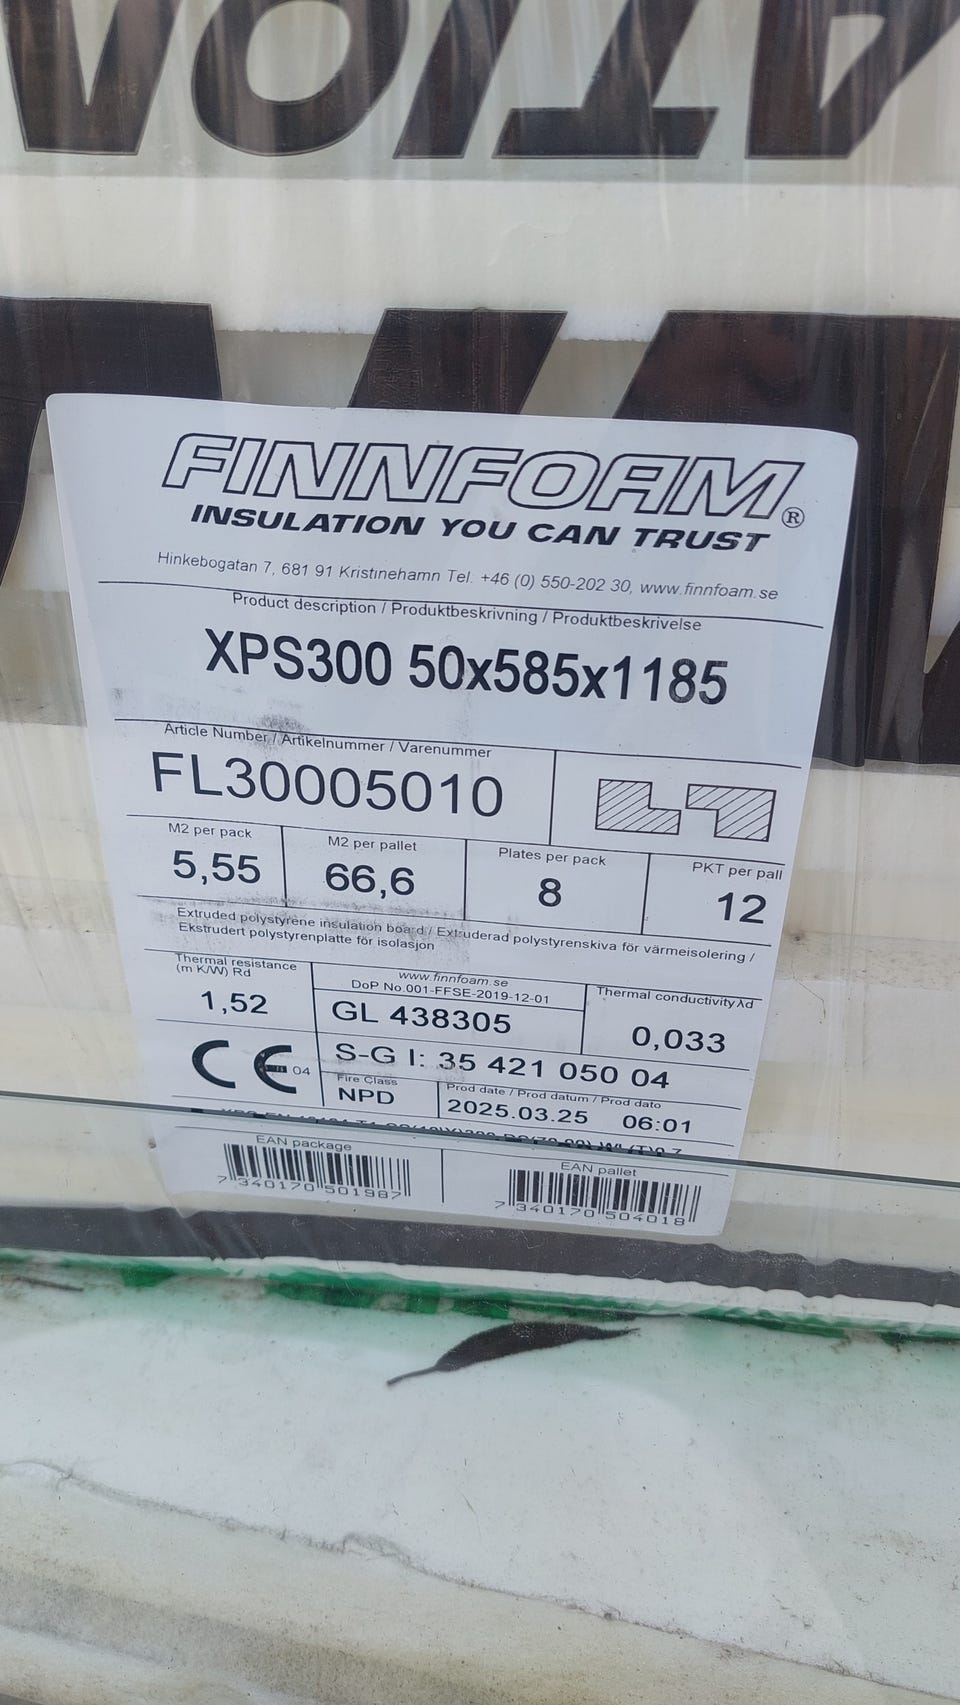 FINNFOAM®
INSULATION YOU CAN TRUST
Hinkebogatan 7, 681 91 Kristinehamn Tel. +46 (0) 550-202 30, www.finnfoam.se
Product description / Produktbeskrivning / Produktbeskrivelse
XPS300 50x585x1185
Article Number / Artikelnummer / Varenummer
FL30005010
M2 per pack
5,55
M2 per pallet
66,6
Plates per pack
8
PKT per pall
12
Extruded polystyrene insulation board / Extruderad polystyrenskiva för värmeisolering /
Ekstrudert polystyrenplatte för isolasjon
Thermal resistance
(m K/W) Rd
1,52
www.finnfoam.se
DoP No.001-FFSE-2019-12-01
GL 438305
Thermal conductivity λd
0,033
S-G I: 35 421 050 04
CE 04
Fire Class
NPD
Prod date / Prod datum / Prod dato
2025.03.25 06:01
EAN package
7 340170 501987
EAN pallet
7 340170 504018